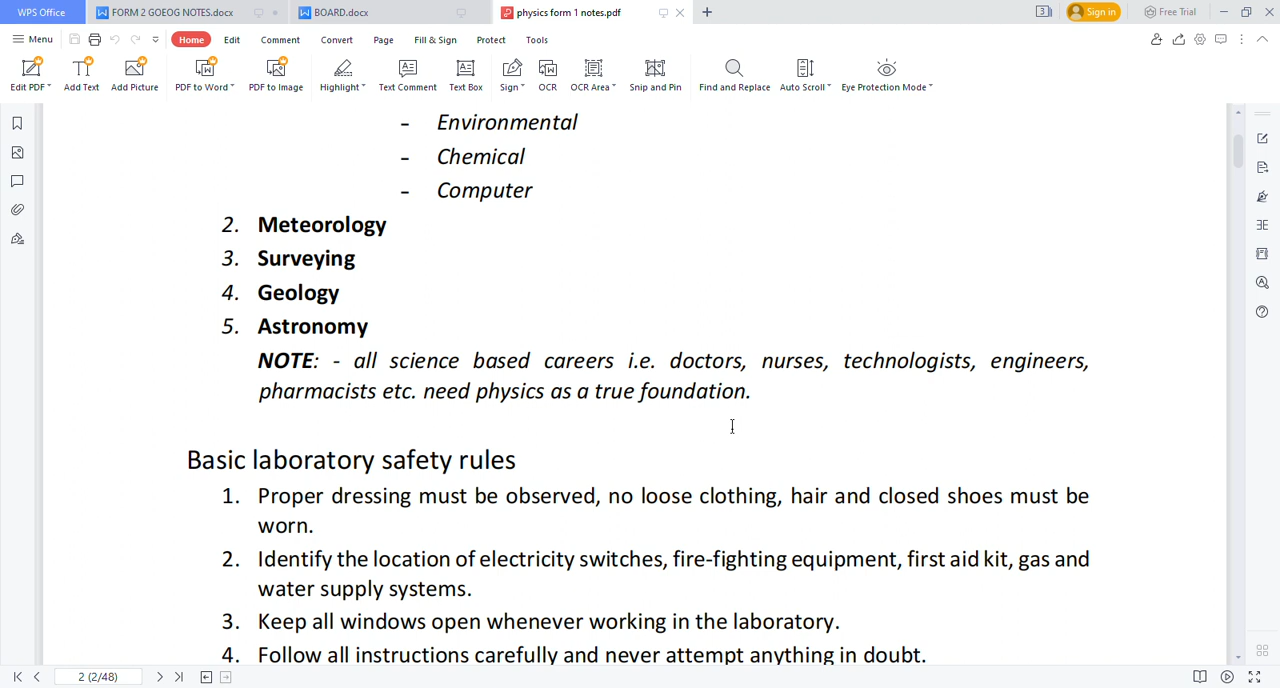 WPS Office
FORM 2 GOEOG NOTES.docx
BOARD.docx
physics form 1 notes.pdf
Sign in
Free Trial
Menu
Home
Edit
Comment
Convert
Page
Fill & Sign
Protect
Tools
Edit PDF
Add Text
Add Picture
PDF to Word
PDF to Image
Highlight
Text Comment
Text Box
Sign
OCR
OCR Area
Snip and Pin
Find and Replace
Auto Scroll
Eye Protection Mode
- Environmental
- Chemical
- Computer
2. Meteorology
3. Surveying
4. Geology
5. Astronomy
NOTE: - all science based careers i.e. doctors, nurses, technologists, engineers,
pharmacists etc. need physics as a true foundation.
Basic laboratory safety rules
1. Proper dressing must be observed, no loose clothing, hair and closed shoes must be
worn.
2. Identify the location of electricity switches, fire-fighting equipment, first aid kit, gas and
water supply systems.
3. Keep all windows open whenever working in the laboratory.
4. Follow all instructions carefully and never attempt anything in doubt.
2 (2/48)